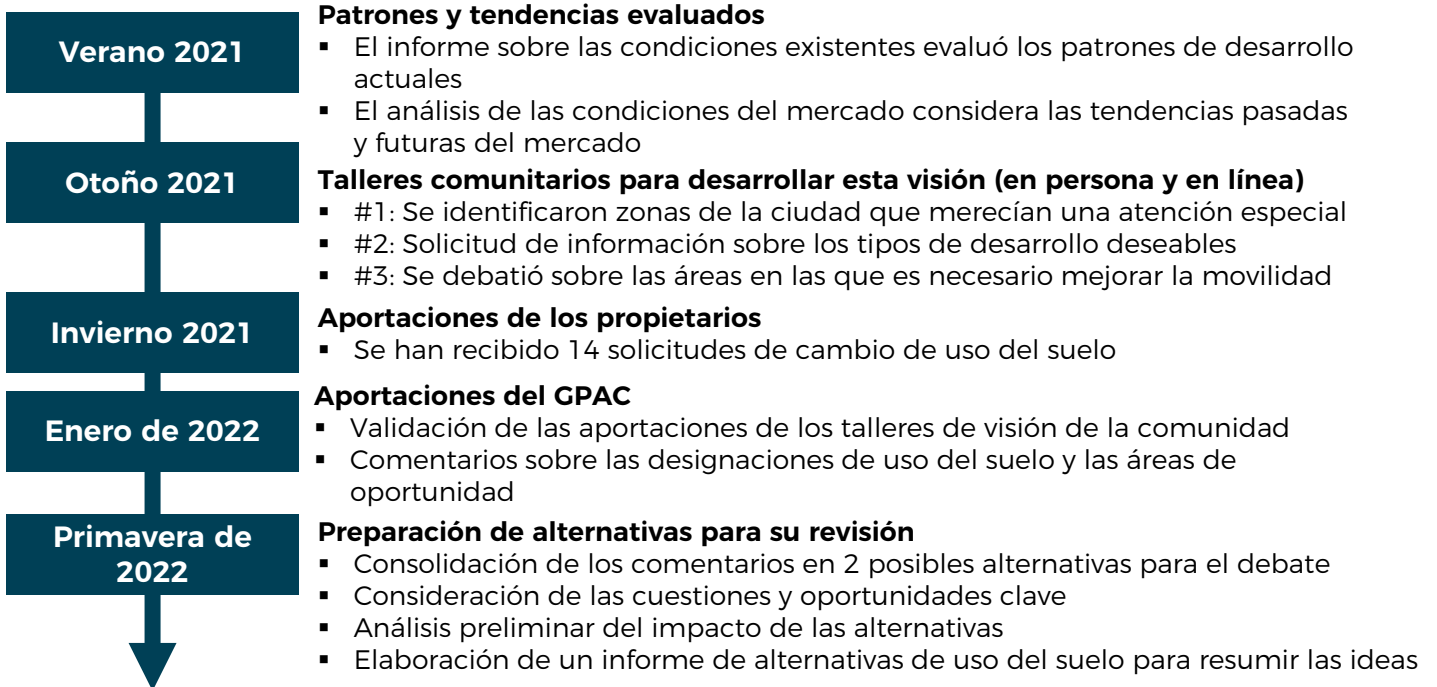 Verano 2021
Patrones y tendencias evaluados
▪ El informe sobre las condiciones existentes evaluó los patrones de desarrollo
actuales
▪ El análisis de las condiciones del mercado considera las tendencias pasadas
y futuras del mercado
Otoño 2021
Talleres comunitarios para desarrollar esta visión (en persona y en línea)
▪ #1: Se identificaron zonas de la ciudad que merecían una atención especial
▪ #2: Solicitud de información sobre los tipos de desarrollo deseables
▪ #3: Se debatió sobre las áreas en las que es necesario mejorar la movilidad
Invierno 2021
Aportaciones de los propietarios
▪ Se han recibido 14 solicitudes de cambio de uso del suelo
Enero de 2022
Aportaciones del GPAC
▪ Validación de las aportaciones de los talleres de visión de la comunidad
▪ Comentarios sobre las designaciones de uso del suelo y las áreas de
oportunidad
Primavera de
2022
Preparación de alternativas para su revisión
▪ Consolidación de los comentarios en 2 posibles alternativas para el debate
▪ Consideración de las cuestiones y oportunidades clave
▪ Análisis preliminar del impacto de las alternativas
▪ Elaboración de un informe de alternativas de uso del suelo para resumir las ideas